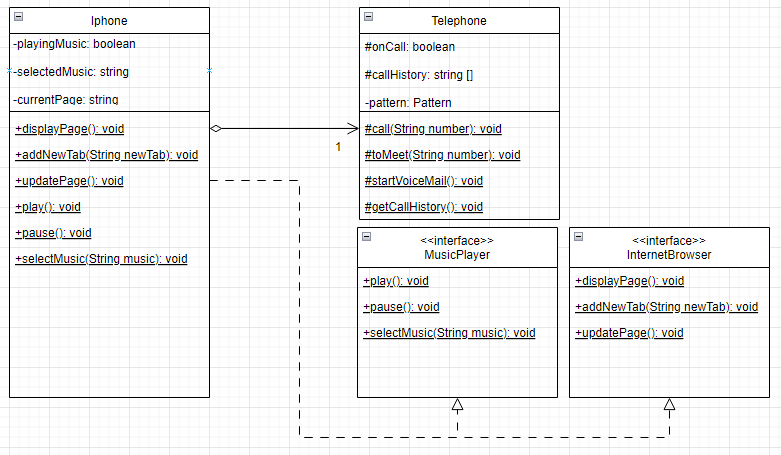 Iphone
-playingMusic: boolean
-selectedMusic: string
-currentPage: string
+displayPage(): void
+addNewTab(String newTab): void
+updatePage(): void
+play(): void
+pause(): void
+selectMusic(String music): void
Telephone
#onCall: boolean
#callHistory: string []
-pattern: Pattern
#call(String number): void
#toMeet(String number): void
#startVoiceMail(): void
#getCallHistory(): void
1
<<interface>>
MusicPlayer
+play(): void
+pause(): void
+selectMusic(String music): void
<<interface>>
InternetBrowser
+displayPage(): void
+addNewTab(String newTab): void
+updatePage(): void